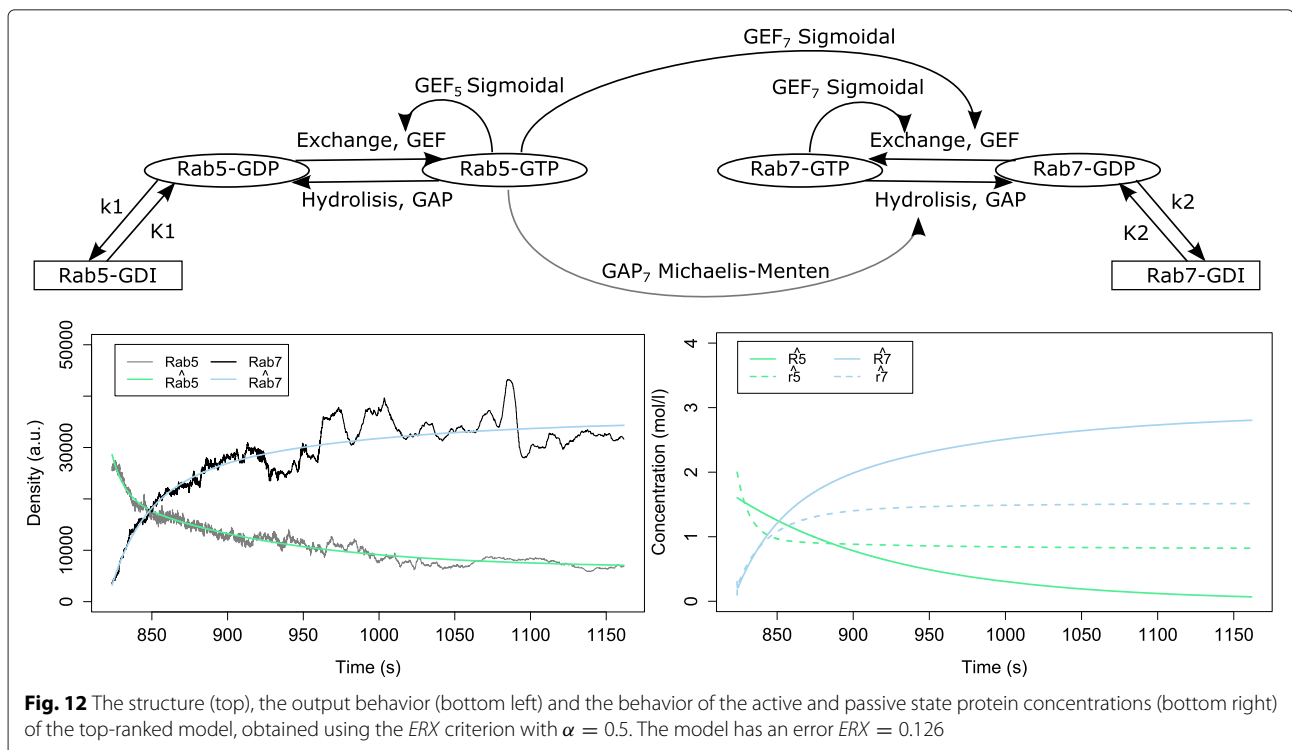 GEF₇ Sigmoidal
GEF₅ Sigmoidal
GEF₇ Sigmoidal
Exchange, GEF
Exchange, GEF
Rab5-GDP
Rab5-GTP
Rab7-GTP
Rab7-GDP
Hydrolisis, GAP
Hydrolisis, GAP
k1
K1
k2
K2
Rab5-GDI
GAP₇ Michaelis-Menten
Rab7-GDI
Density (a.u.)
0
10000
30000
50000
Rab5
Rab7
Rab̂5
Rab̂7
850
900
950
1000
1050
1100
1150
Time (s)
Concentration (mol/l)
0
1
2
3
4
R̂5
R̂7
r̂5
r̂7
850
900
950
1000
1050
1100
1150
Time (s)
Fig. 12 The structure (top), the output behavior (bottom left) and the behavior of the active and passive state protein concentrations (bottom right)
of the top-ranked model, obtained using the ERX criterion with α = 0.5. The model has an error ERX = 0.126